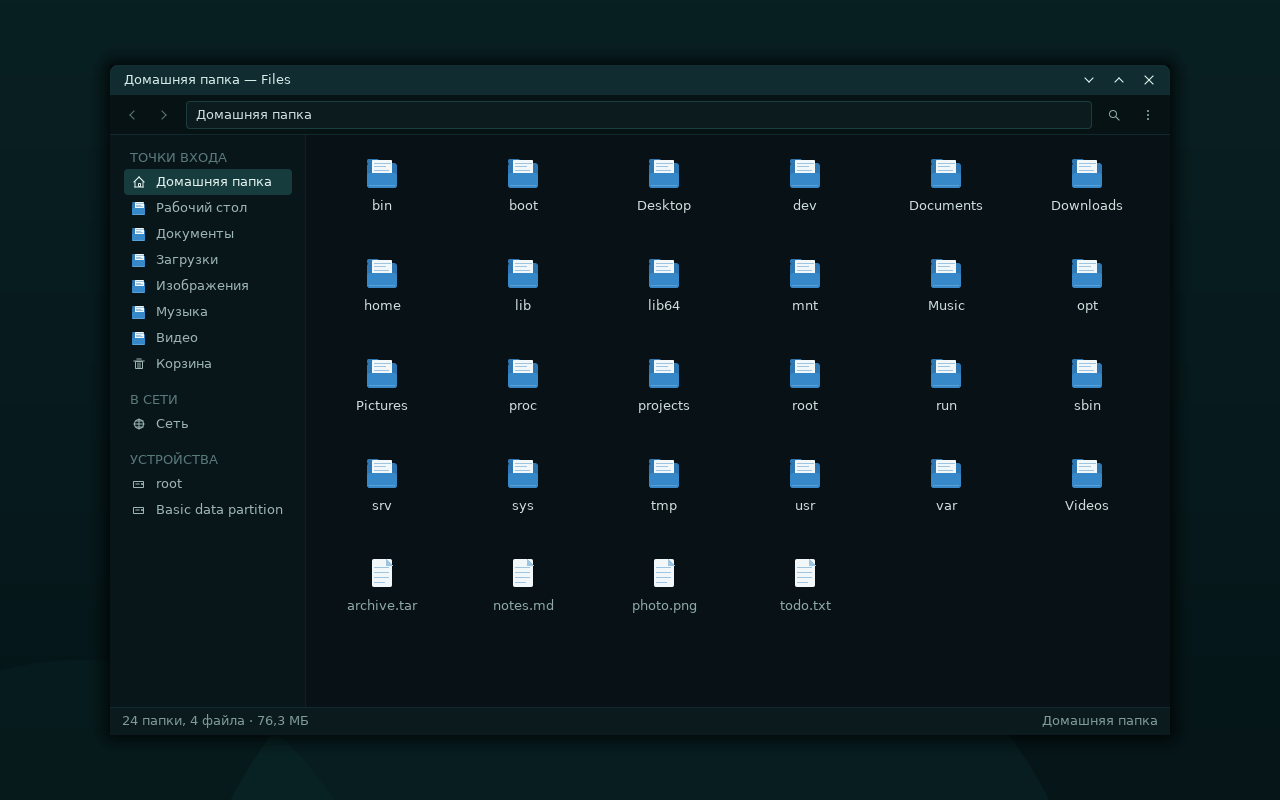 Домашняя папка — Files
Домашняя папка
ТОЧКИ ВХОДА
Домашняя папка
Рабочий стол
Документы
Загрузки
Изображения
Музыка
Видео
Корзина
В СЕТИ
Сеть
УСТРОЙСТВА
root
Basic data partition
bin boot Desktop dev Documents Downloads
home lib lib64 mnt Music opt
Pictures proc projects root run sbin
srv sys tmp usr var Videos
archive.tar notes.md photo.png todo.txt
24 папки, 4 файла · 76,3 МБ
Домашняя папка